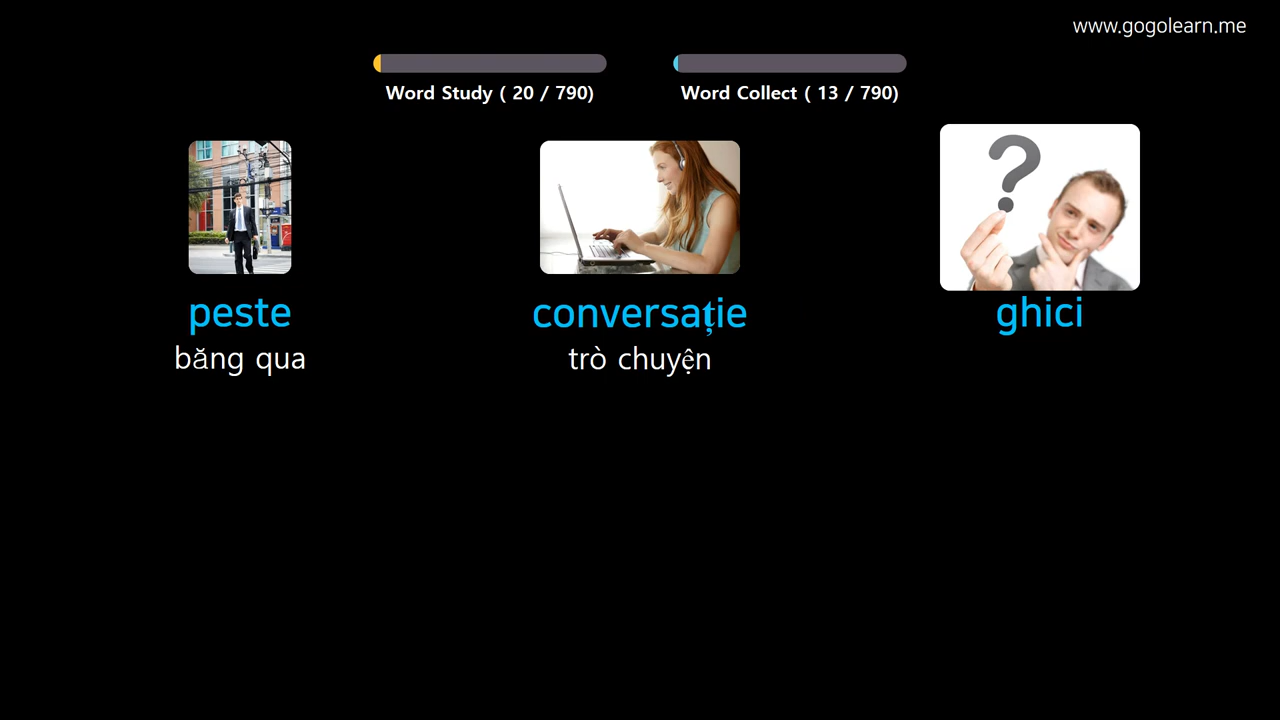 www.gogolearn.me
Word Study ( 20 / 790)
Word Collect ( 13 / 790)
peste
conversație
ghici
băng qua
trò chuyện